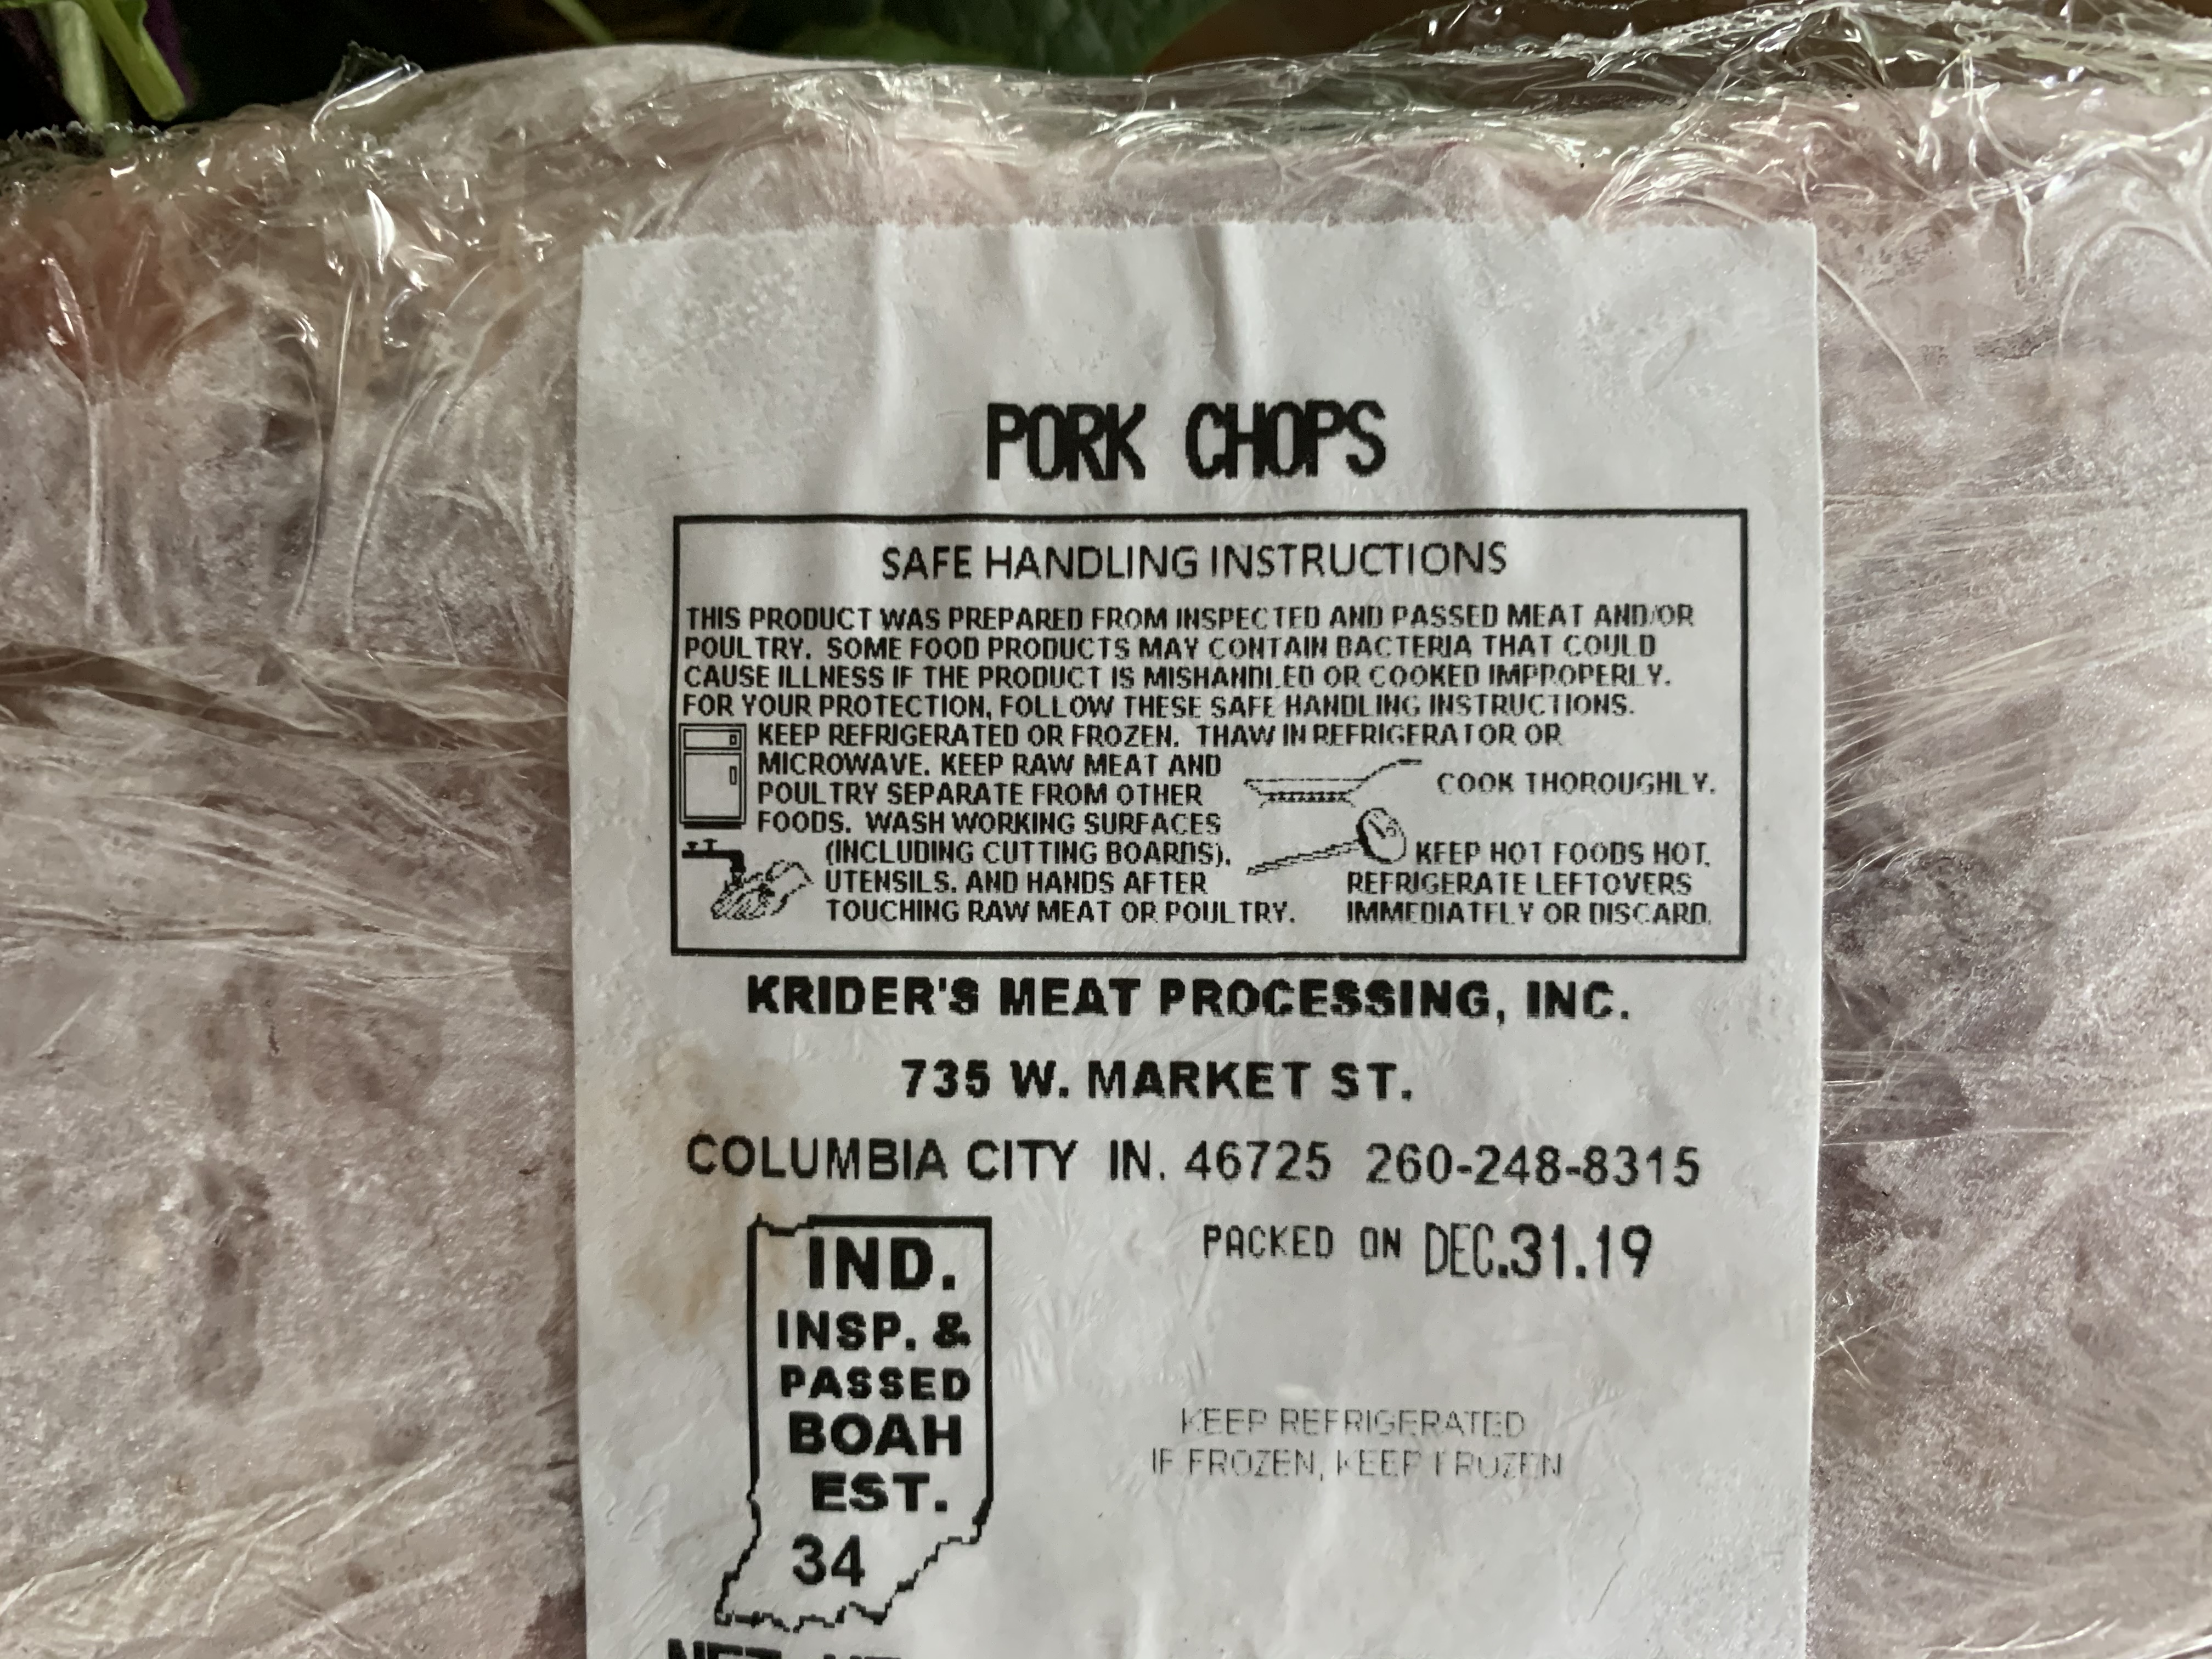 PORK CHOPS
SAFE HANDLING INSTRUCTIONS
THIS PRODUCT WAS PREPARED FROM INSPECTED AND PASSED MEAT AND/OR
POULTRY. SOME FOOD PRODUCTS MAY CONTAIN BACTERIA THAT COULD
CAUSE ILLNESS IF THE PRODUCT IS MISHANDLED OR COOKED IMPROPERLY.
FOR YOUR PROTECTION, FOLLOW THESE SAFE HANDLING INSTRUCTIONS.
KEEP REFRIGERATED OR FROZEN. THAW IN REFRIGERATOR OR
MICROWAVE. KEEP RAW MEAT AND
POULTRY SEPARATE FROM OTHER
FOODS. WASH WORKING SURFACES
(INCLUDING CUTTING BOARDS),
UTENSILS, AND HANDS AFTER
TOUCHING RAW MEAT OR POULTRY.
COOK THOROUGHLY.
KEEP HOT FOODS HOT.
REFRIGERATE LEFTOVERS
IMMEDIATELY OR DISCARD.
KRIDER'S MEAT PROCESSING, INC.
735 W. MARKET ST.
COLUMBIA CITY IN. 46725 260-248-8315
PACKED ON DEC.31.19
IND.
INSP. &
PASSED
BOAH
EST.
34
KEEP REFRIGERATED
IF FROZEN, KEEP FROZEN
NET